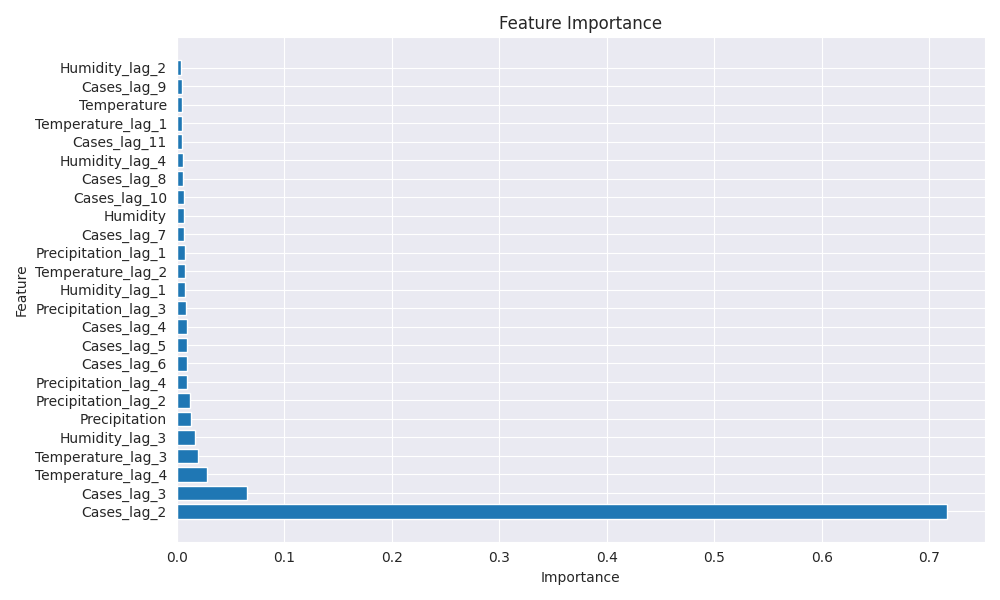 Feature Importance
Humidity_lag_2
Cases_lag_9
Temperature
Temperature_lag_1
Cases_lag_11
Humidity_lag_4
Cases_lag_8
Cases_lag_10
Humidity
Cases_lag_7
Precipitation_lag_1
Temperature_lag_2
Humidity_lag_1
Precipitation_lag_3
Cases_lag_4
Cases_lag_5
Cases_lag_6
Precipitation_lag_4
Precipitation_lag_2
Precipitation
Humidity_lag_3
Temperature_lag_3
Temperature_lag_4
Cases_lag_3
Cases_lag_2
Feature
0.0 0.1 0.2 0.3 0.4 0.5 0.6 0.7
Importance